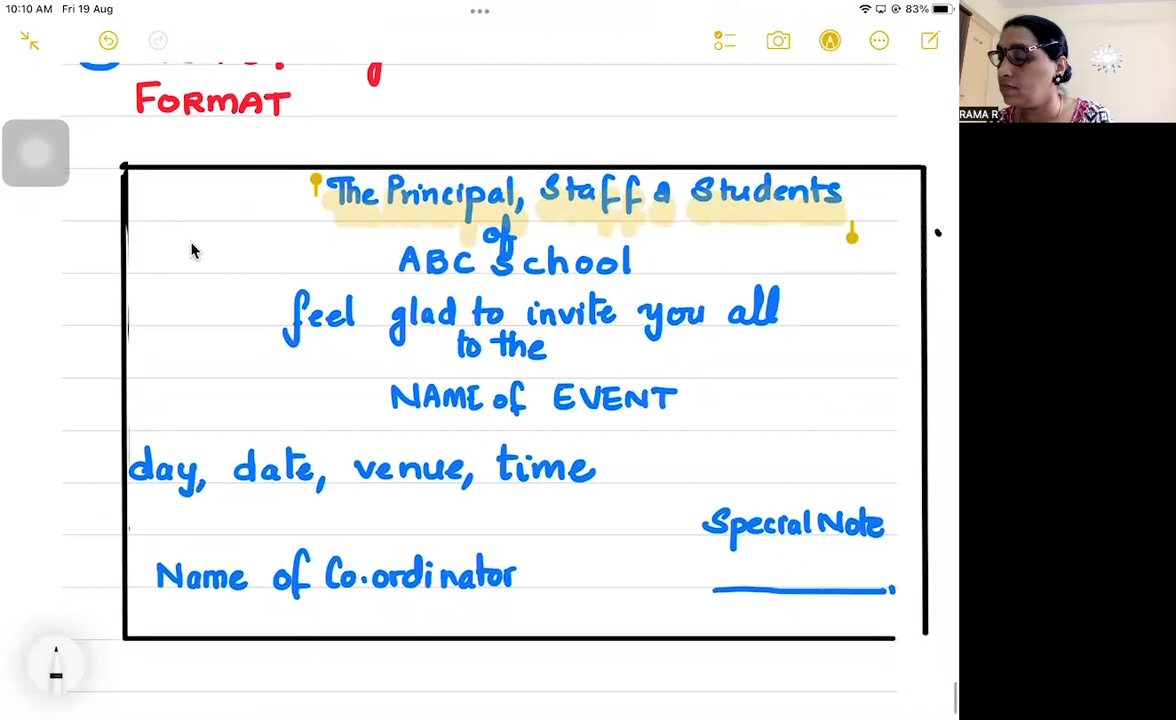 10:10 AM Fri 19 Aug
83%
FORMAT
RAMA R
The Principal, Staff & Students
of
ABC School
feel glad to invite you all
to the
NAME of EVENT
day, date, venue, time
Special Note
Name of Co.ordinator